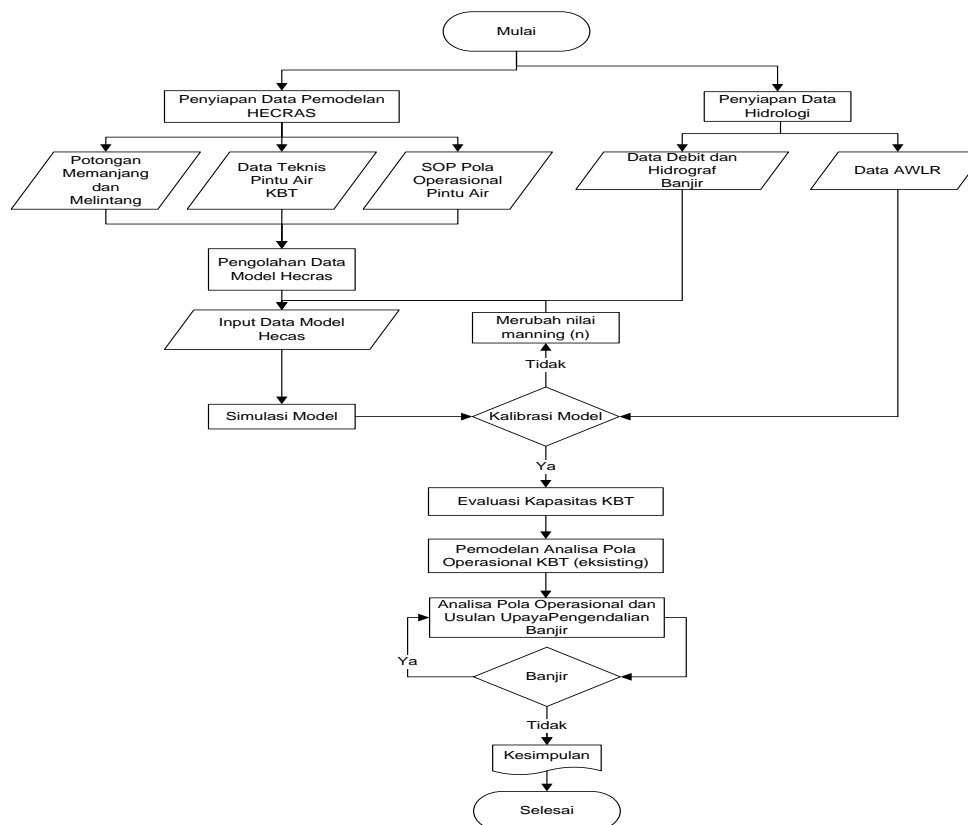 Mulai
Penyiapan Data Pemodelan
HECRAS
Penyiapan Data
Hidrologi
Potongan
Memanjang
dan
Melintang
Data Teknis
Pintu Air
KBT
SOP Pola
Operasional
Pintu Air
Data Debit dan
Hidrograf
Banjir
Data AWLR
Pengolahan Data
Model Hecras
Input Data Model
Hecas
Merubah nilai
manning (n)
Tidak
Simulasi Model
Kalibrasi Model
Ya
Evaluasi Kapasitas KBT
Pemodelan Analisa Pola
Operasional KBT (eksisting)
Analisa Pola Operasional dan
Usulan UpayaPengendalian
Banjir
Ya
Banjir
Tidak
Kesimpulan
Selesai